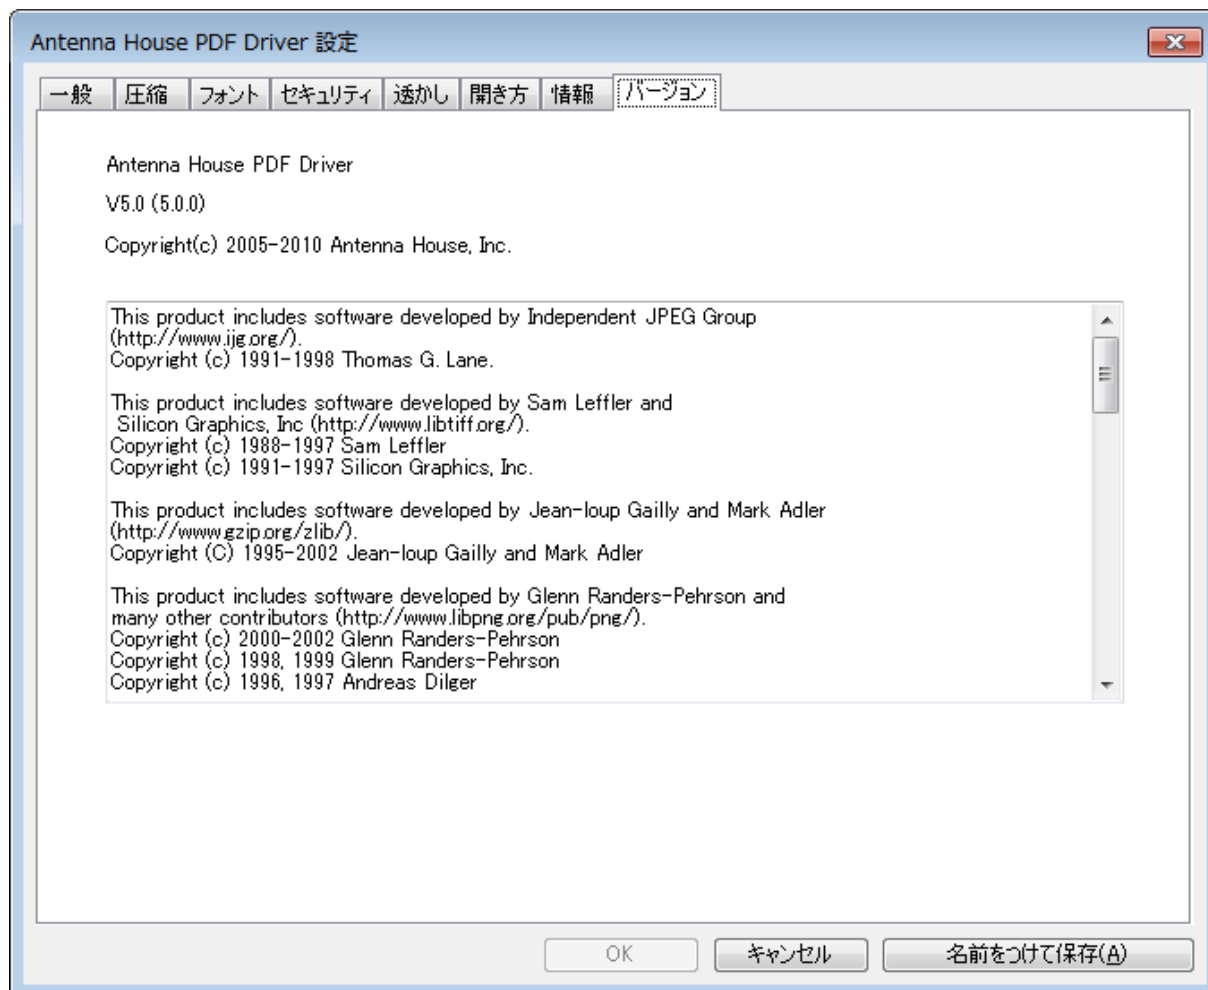 Antenna House PDF Driver 設定
一般 圧縮 フォント セキュリティ 透かし 開き方 情報 バージョン
Antenna House PDF Driver
V5.0 (5.0.0)
Copyright(c) 2005-2010 Antenna House, Inc.
This product includes software developed by Independent JPEG Group
(http://www.ijg.org/).
Copyright (c) 1991-1998 Thomas G. Lane.
This product includes software developed by Sam Leffler and
Silicon Graphics, Inc (http://www.libtiff.org/).
Copyright (c) 1988-1997 Sam Leffler
Copyright (c) 1991-1997 Silicon Graphics, Inc.
This product includes software developed by Jean-loup Gailly and Mark Adler
(http://www.gzip.org/zlib/).
Copyright (C) 1995-2002 Jean-loup Gailly and Mark Adler
This product includes software developed by Glenn Randers-Pehrson and
many other contributors (http://www.libpng.org/pub/png/).
Copyright (c) 2000-2002 Glenn Randers-Pehrson
Copyright (c) 1998, 1999 Glenn Randers-Pehrson
Copyright (c) 1996, 1997 Andreas Dilger
OK キャンセル 名前をつけて保存(A)